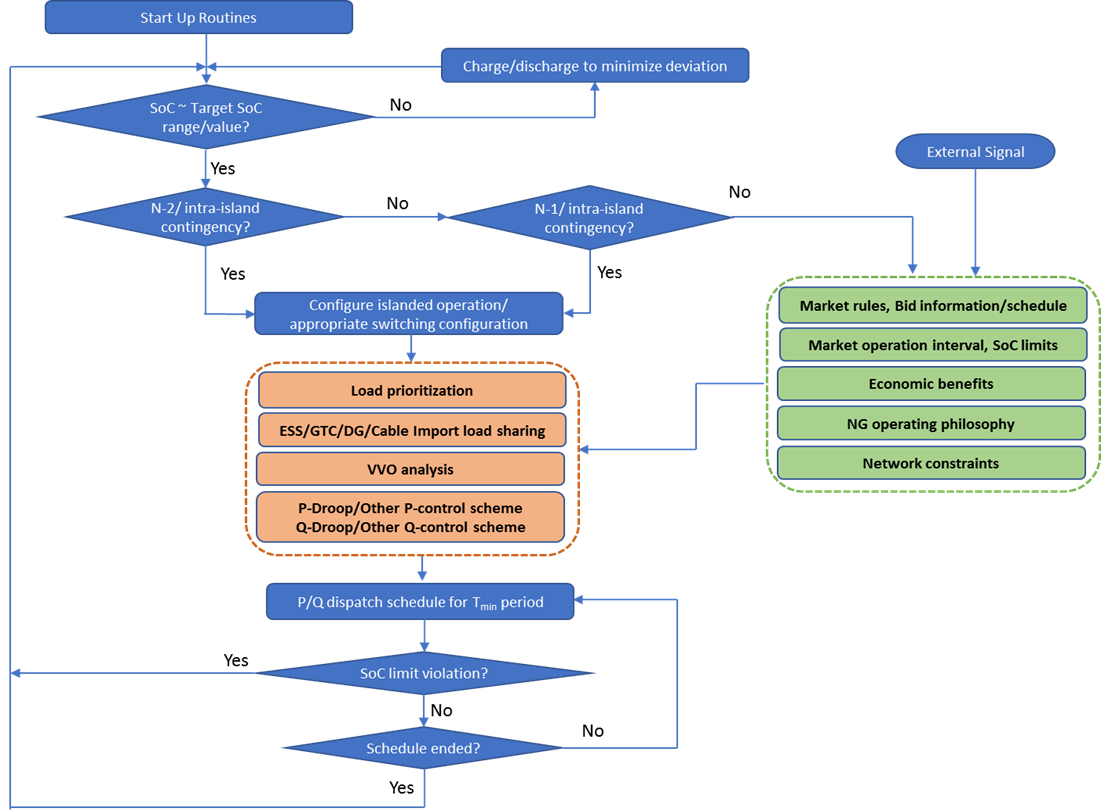 Start Up Routines
Charge/discharge to minimize deviation
SoC ~ Target SoC
range/value?
No
Yes
External Signal
N-2/ intra-island
contingency?
No
N-1/ intra-island
contingency?
No
Yes
Yes
Configure islanded operation/
appropriate switching configuration
Market rules, Bid information/schedule
Market operation interval, SoC limits
Economic benefits
NG operating philosophy
Network constraints
Load prioritization
ESS/GTC/DG/Cable Import load sharing
VVO analysis
P-Droop/Other P-control scheme
Q-Droop/Other Q-control scheme
P/Q dispatch schedule for Tmin period
SoC limit violation?
Yes
No
Schedule ended?
No
Yes